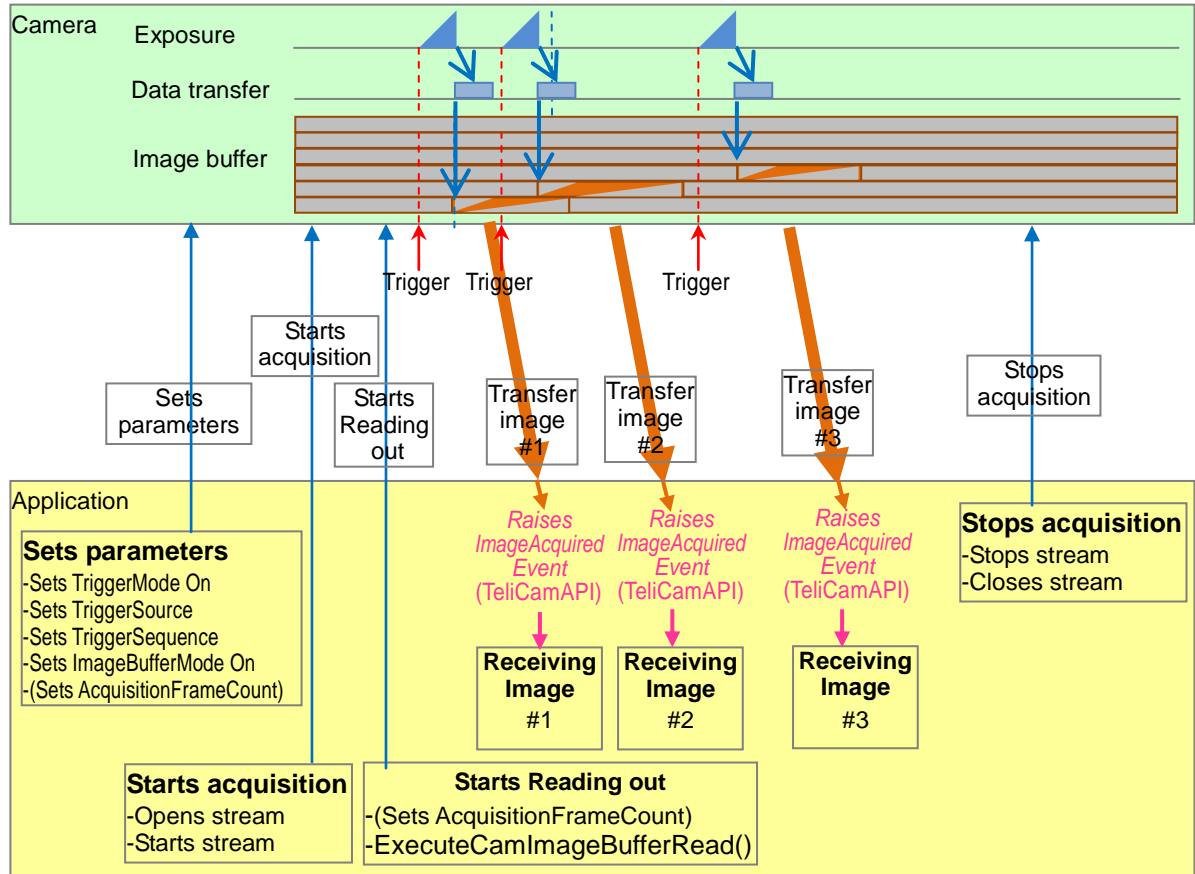 Camera
Exposure
Data transfer
Image buffer
Trigger
Trigger
Trigger
Starts
acquisition
Sets
parameters
Starts
Reading
out
Transfer
image
#1
Transfer
image
#2
Transfer
image
#3
Stops
acquisition
Application
Sets parameters
-Sets TriggerMode On
-Sets TriggerSource
-Sets TriggerSequence
-Sets ImageBufferMode On
-(Sets AcquisitionFrameCount)
Raises
ImageAcquired
Event
(TeliCamAPI)
Raises
ImageAcquired
Event
(TeliCamAPI)
Raises
ImageAcquired
Event
(TeliCamAPI)
Stops acquisition
-Stops stream
-Closes stream
Receiving
Image
#1
Receiving
Image
#2
Receiving
Image
#3
Starts acquisition
-Opens stream
-Starts stream
Starts Reading out
-(Sets AcquisitionFrameCount)
-ExecuteCamImageBufferRead()